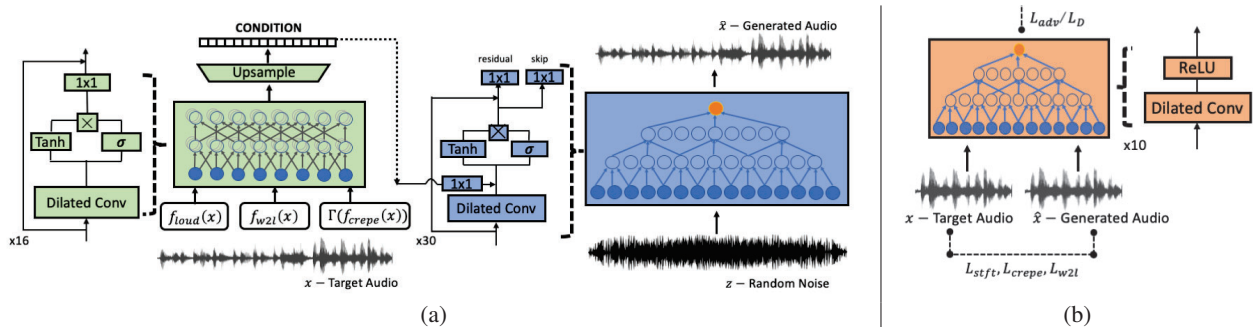 CONDITION
Upsample
1x1
Tanh
σ
Dilated Conv
x16
f_loud(x)
f_w2l(x)
Γ(f_crepe(x))
x − Target Audio
residual
skip
1x1
1x1
Tanh
σ
1x1
Dilated Conv
x30
x̂ − Generated Audio
z − Random Noise
(a)
L_adv/L_D
ReLU
Dilated Conv
x10
x − Target Audio
x̂ − Generated Audio
L_stft, L_crepe, L_w2l
(b)